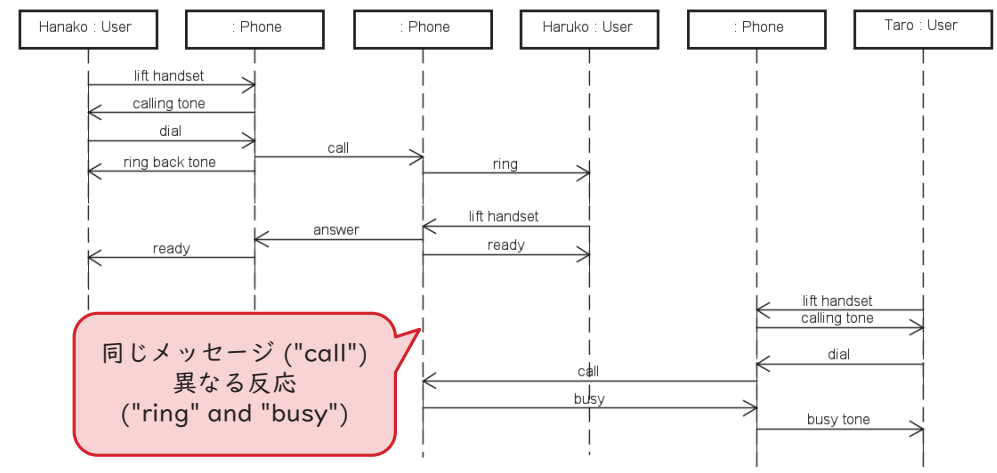 Hanako : User
: Phone
: Phone
Haruko : User
: Phone
Taro : User
lift handset
calling tone
dial
call
ring back tone
ring
lift handset
answer
ready
ready
lift handset
calling tone
dial
call
busy
busy tone
同じメッセージ ("call")
異なる反応
("ring" and "busy")